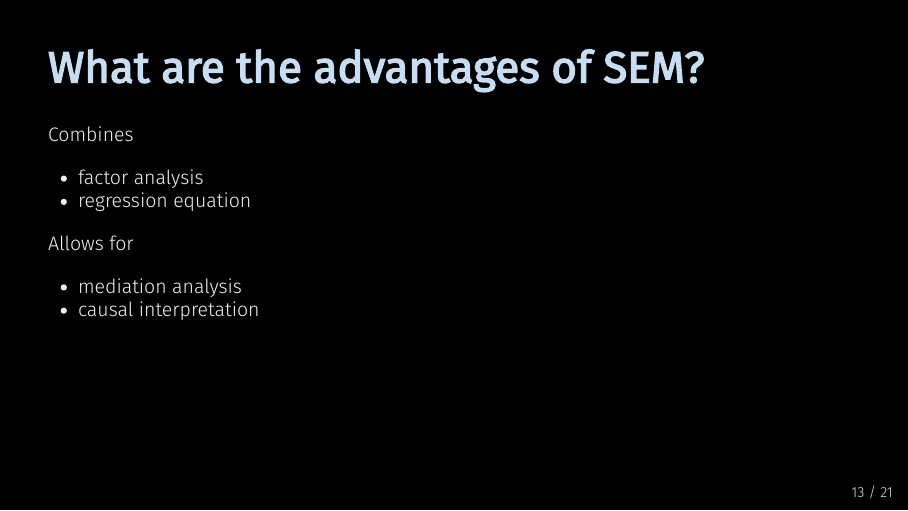 What are the advantages of SEM?
Combines
• factor analysis
• regression equation
Allows for
• mediation analysis
• causal interpretation
13 / 21